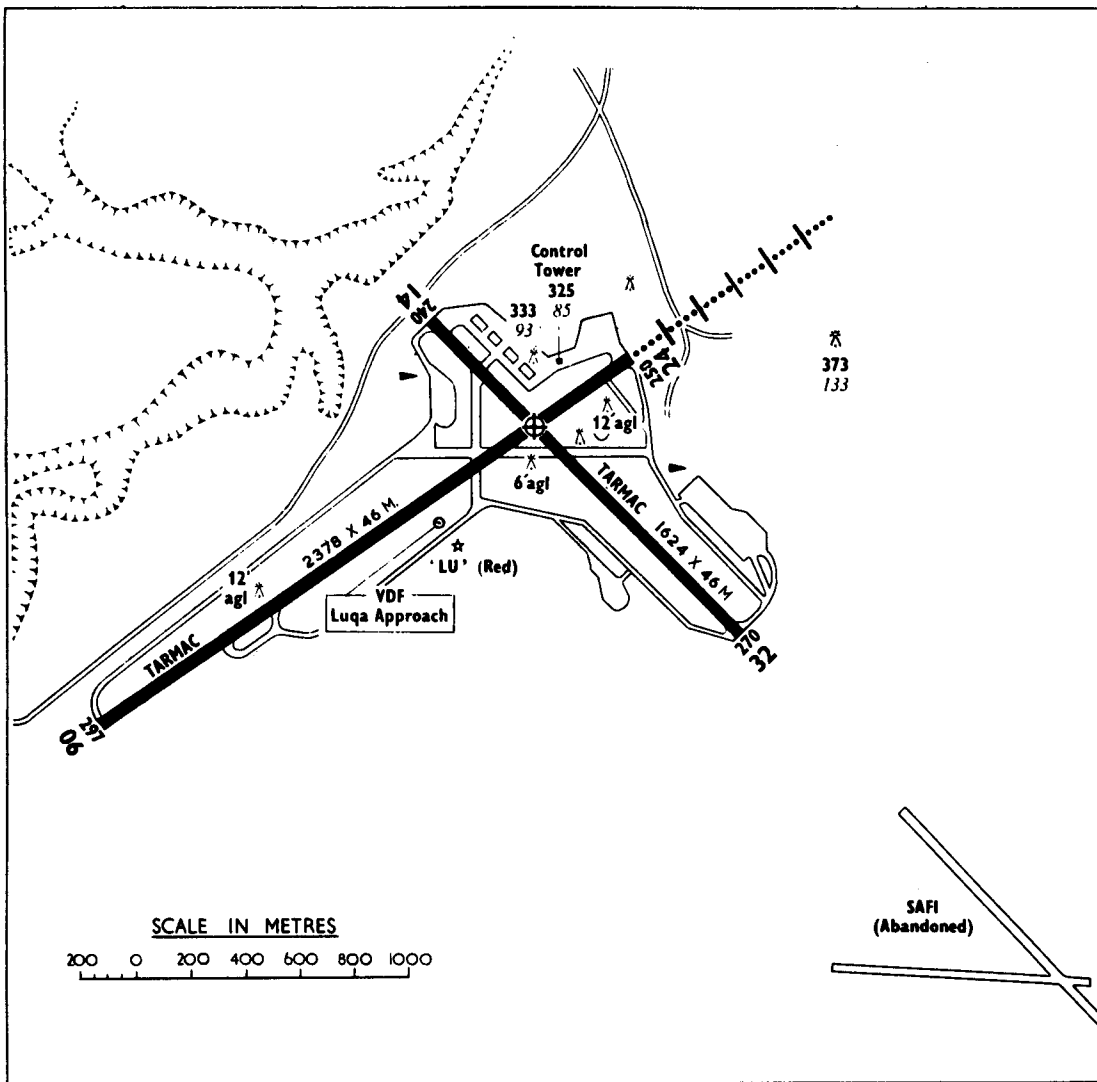 Control
Tower
325
85
333
93
14
240
24
250
373
133
12' agl
6' agl
TARMAC 1624 X 46 M
2378 X 46 M.
'LU' (Red)
12'
agl
VDF
Luqa Approach
TARMAC
270
32
297
06
SAFI
(Abandoned)
SCALE IN METRES
200 0 200 400 600 800 1000